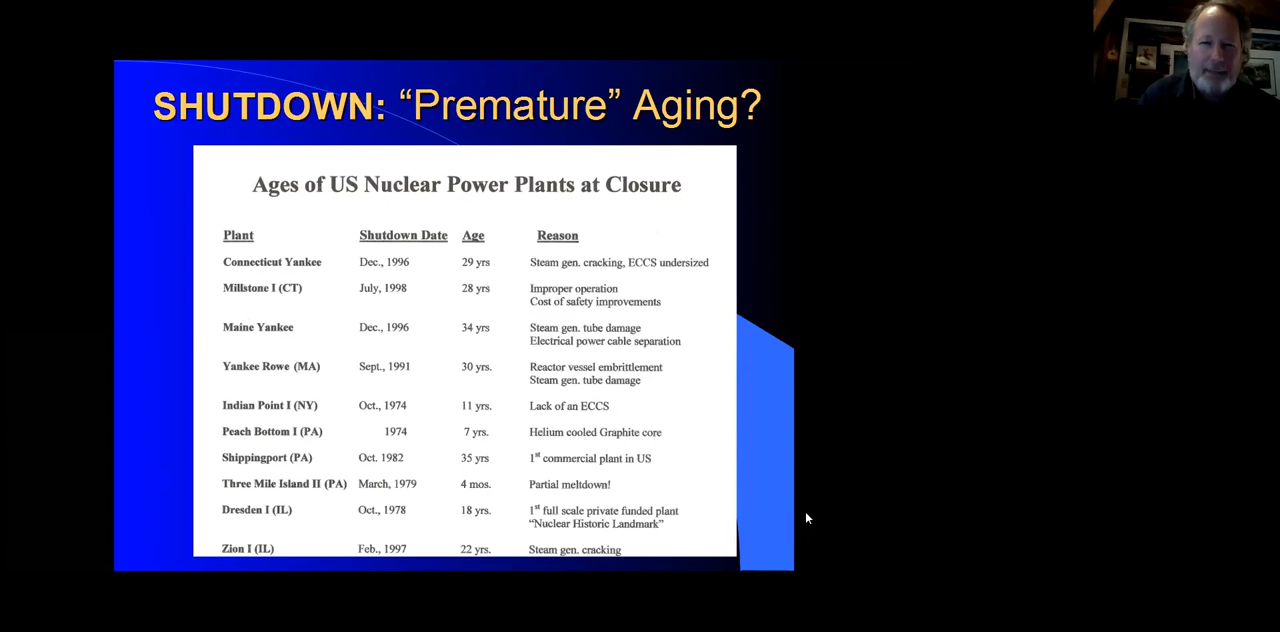 SHUTDOWN: “Premature” Aging?
Ages of US Nuclear Power Plants at Closure
Plant Shutdown Date Age Reason
Connecticut Yankee Dec., 1996 29 yrs Steam gen. cracking, ECCS undersized
Millstone I (CT) July, 1998 28 yrs Improper operation
Cost of safety improvements
Maine Yankee Dec., 1996 34 yrs Steam gen. tube damage
Electrical power cable separation
Yankee Rowe (MA) Sept., 1991 30 yrs. Reactor vessel embrittlement
Steam gen. tube damage
Indian Point I (NY) Oct., 1974 11 yrs. Lack of an ECCS
Peach Bottom I (PA) 1974 7 yrs. Helium cooled Graphite core
Shippingport (PA) Oct. 1982 35 yrs 1st commercial plant in US
Three Mile Island II (PA) March, 1979 4 mos. Partial meltdown!
Dresden I (IL) Oct., 1978 18 yrs. 1st full scale private funded plant
“Nuclear Historic Landmark”
Zion I (IL) Feb., 1997 22 yrs. Steam gen. cracking